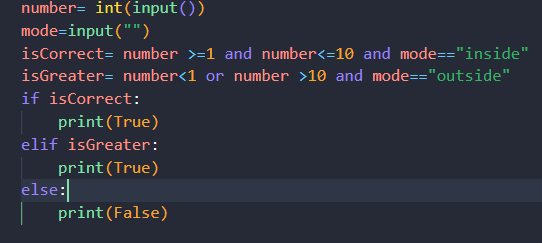 number= int(input())
mode=input("")
isCorrect= number >=1 and number<=10 and mode=="inside"
isGreater= number<1 or number >10 and mode=="outside"
if isCorrect:
    print(True)
elif isGreater:
    print(True)
else:
    print(False)